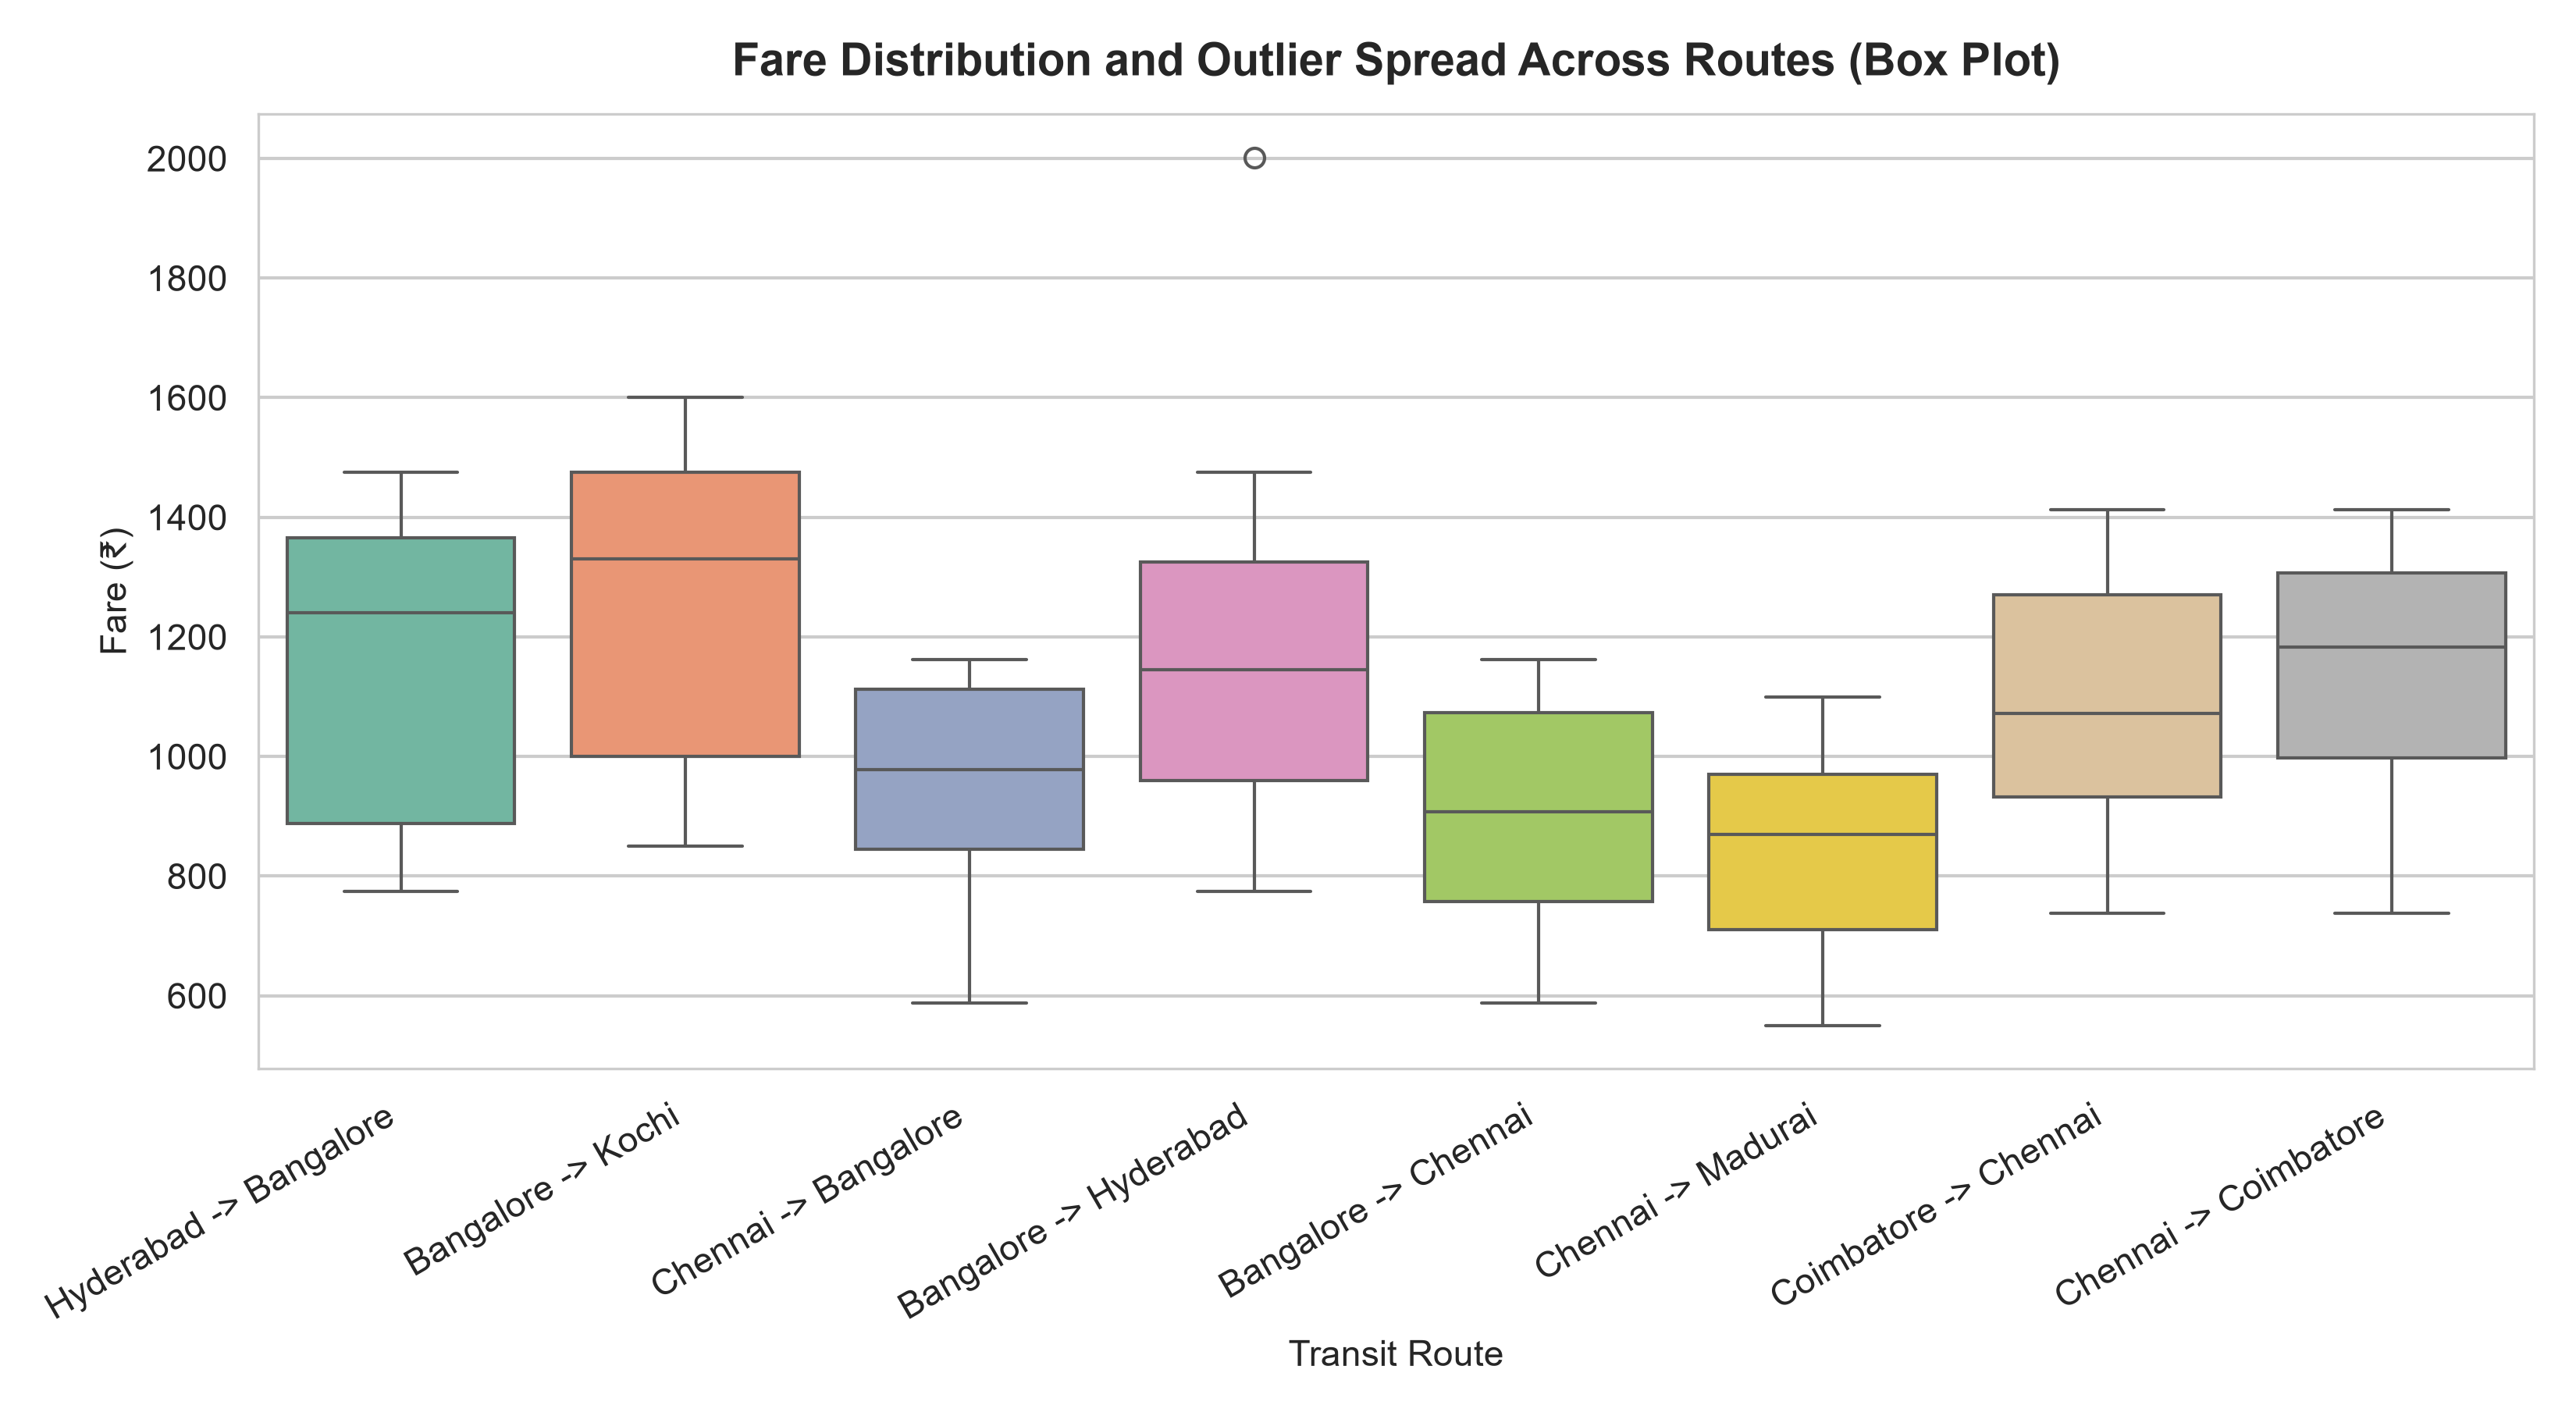 Fare Distribution and Outlier Spread Across Routes (Box Plot)
2000
1800
1600
1400
1200
1000
800
600
Fare (₹)
Hyderabad -> Bangalore
Bangalore -> Kochi
Chennai -> Bangalore
Bangalore -> Hyderabad
Bangalore -> Chennai
Chennai -> Madurai
Coimbatore -> Chennai
Chennai -> Coimbatore
Transit Route